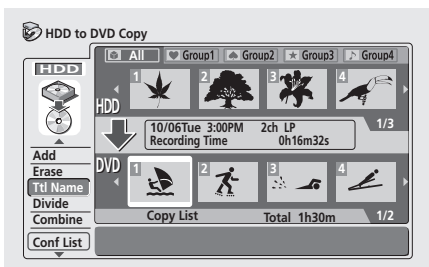 HDD to DVD Copy
All Group1 Group2 Group3 Group4
HDD
1 2 3 4
HDD
10/06Tue 3:00PM 2ch LP
Recording Time 0h16m32s
1/3
Add
Erase
Ttl Name
Divide
Combine
Conf List
DVD
1 2 3 4
Copy List Total 1h30m 1/2